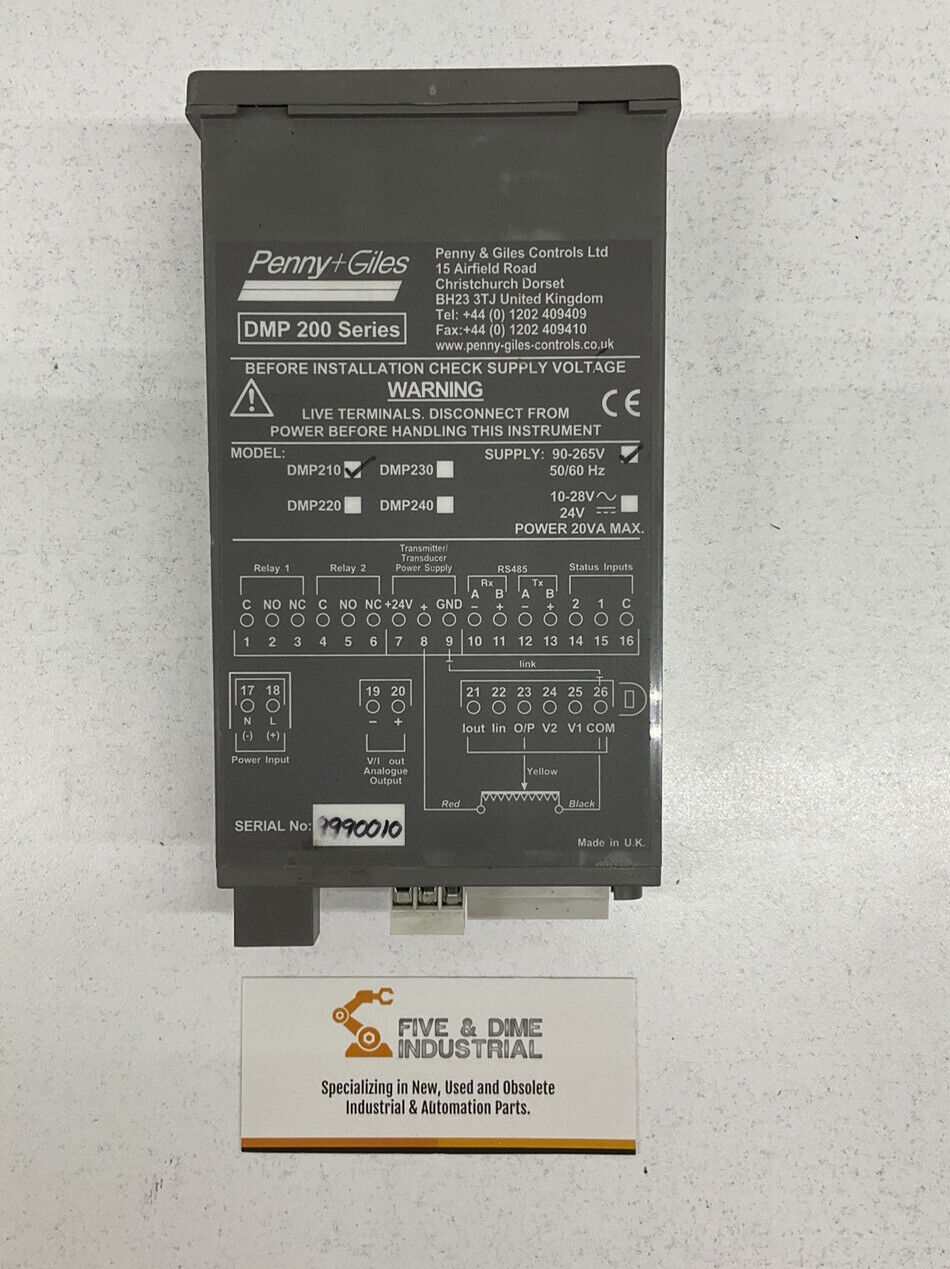 Penny+Giles
DMP 200 Series
Penny & Giles Controls Ltd
15 Airfield Road
Christchurch Dorset
BH23 3TJ United Kingdom
Tel: +44 (0) 1202 409409
Fax:+44 (0) 1202 409410
www.penny-giles-controls.co.uk
BEFORE INSTALLATION CHECK SUPPLY VOLTAGE
WARNING
LIVE TERMINALS. DISCONNECT FROM
POWER BEFORE HANDLING THIS INSTRUMENT
CE
MODEL:
DMP210 DMP230
DMP220 DMP240
SUPPLY: 90-265V
50/60 Hz
10-28V
24V
POWER 20VA MAX.
Relay 1
Relay 2
Transmitter/
Transducer
Power Supply
RS485
Rx Tx
Status Inputs
C NO NC C NO NC +24V + GND A B A B 2 1 C
− + − +
1 2 3 4 5 6 7 8 9 10 11 12 13 14 15 16
link
17 18
N L
(-) (+)
Power Input
19 20
− +
V/I out
Analogue
Output
21 22 23 24 25 26
Iout Iin O/P V2 V1 COM
Yellow
Red
Black
SERIAL No: 9990010
Made in U.K.
FIVE & DIME
INDUSTRIAL
Specializing in New, Used and Obsolete
Industrial & Automation Parts.